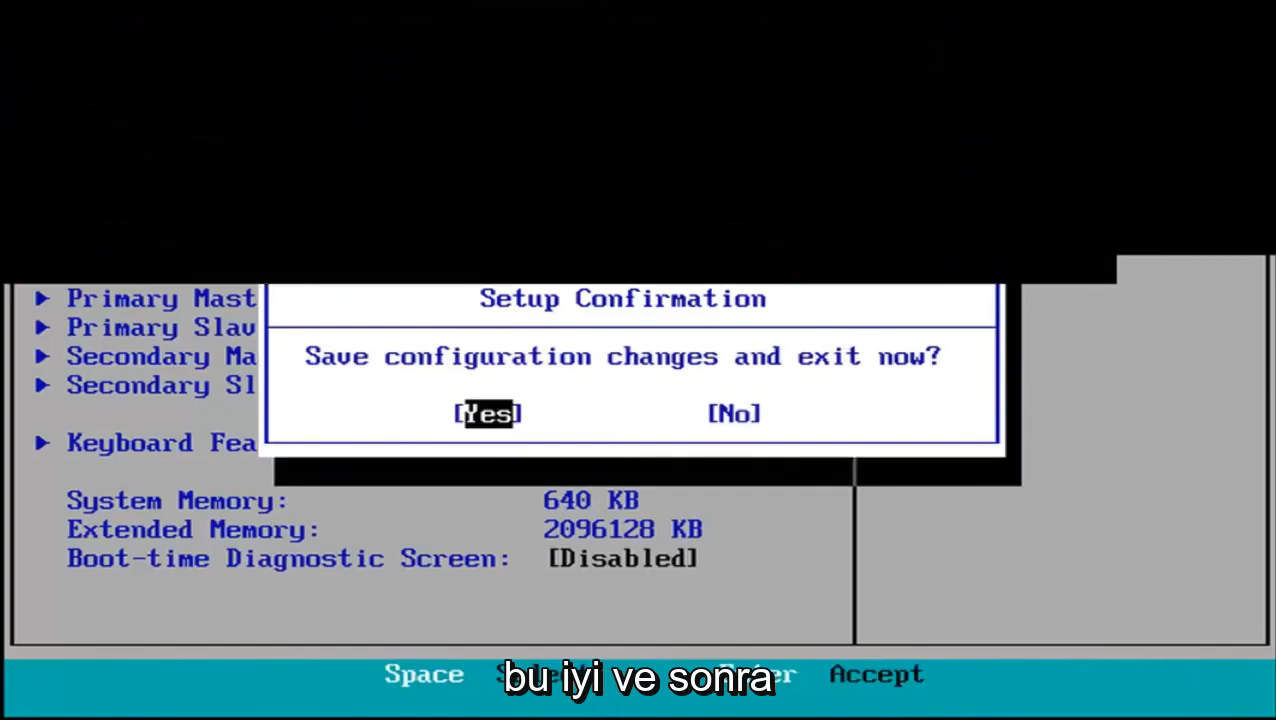 Primary Mast
Setup Confirmation
Primary Slav
Secondary Ma
Save configuration changes and exit now?
Secondary Sl
[Yes] [No]
Keyboard Fea
System Memory: 640 KB
Extended Memory: 2096128 KB
Boot-time Diagnostic Screen: [Disabled]
Space Accept
bu iyi ve sonra